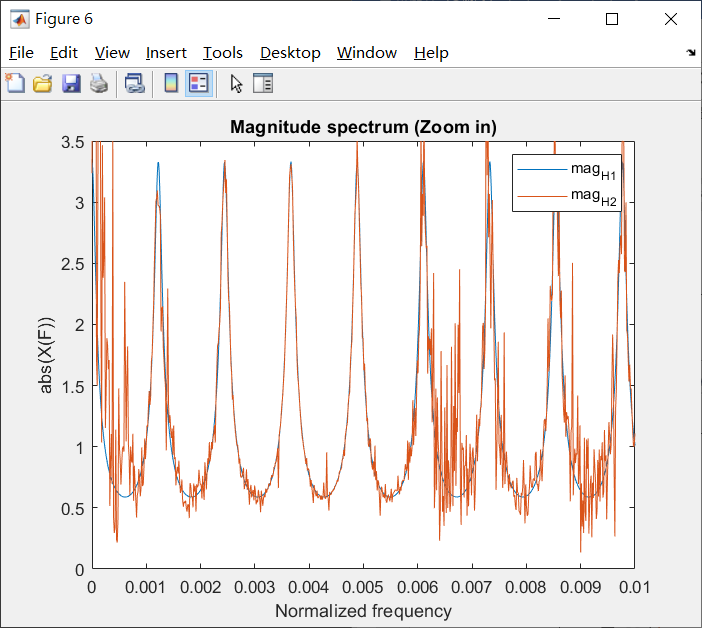 Figure 6
File Edit View Insert Tools Desktop Window Help
Magnitude spectrum (Zoom in)
3.5
3
2.5
2
1.5
1
0.5
0
abs(X(F))
mag_H1
mag_H2
0 0.001 0.002 0.003 0.004 0.005 0.006 0.007 0.008 0.009 0.01
Normalized frequency